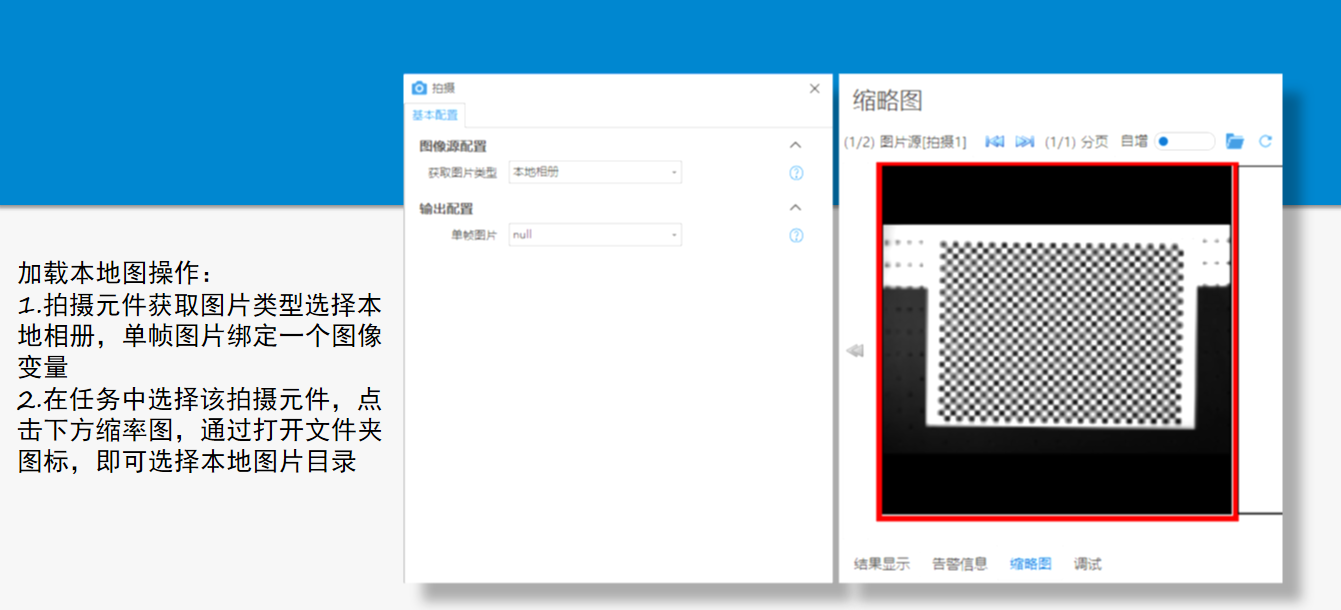 加载本地图操作：
1.拍摄元件获取图片类型选择本
地相册，单帧图片绑定一个图像
变量
2.在任务中选择该拍摄元件，点
击下方缩率图，通过打开文件夹
图标，即可选择本地图片目录
拍摄
基本配置
图像源配置
获取图片类型 本地相册
输出配置
单帧图片 null
缩略图
(1/2) 图片源[拍摄1] (1/1) 分页 自增
结果显示 告警信息 缩略图 调试